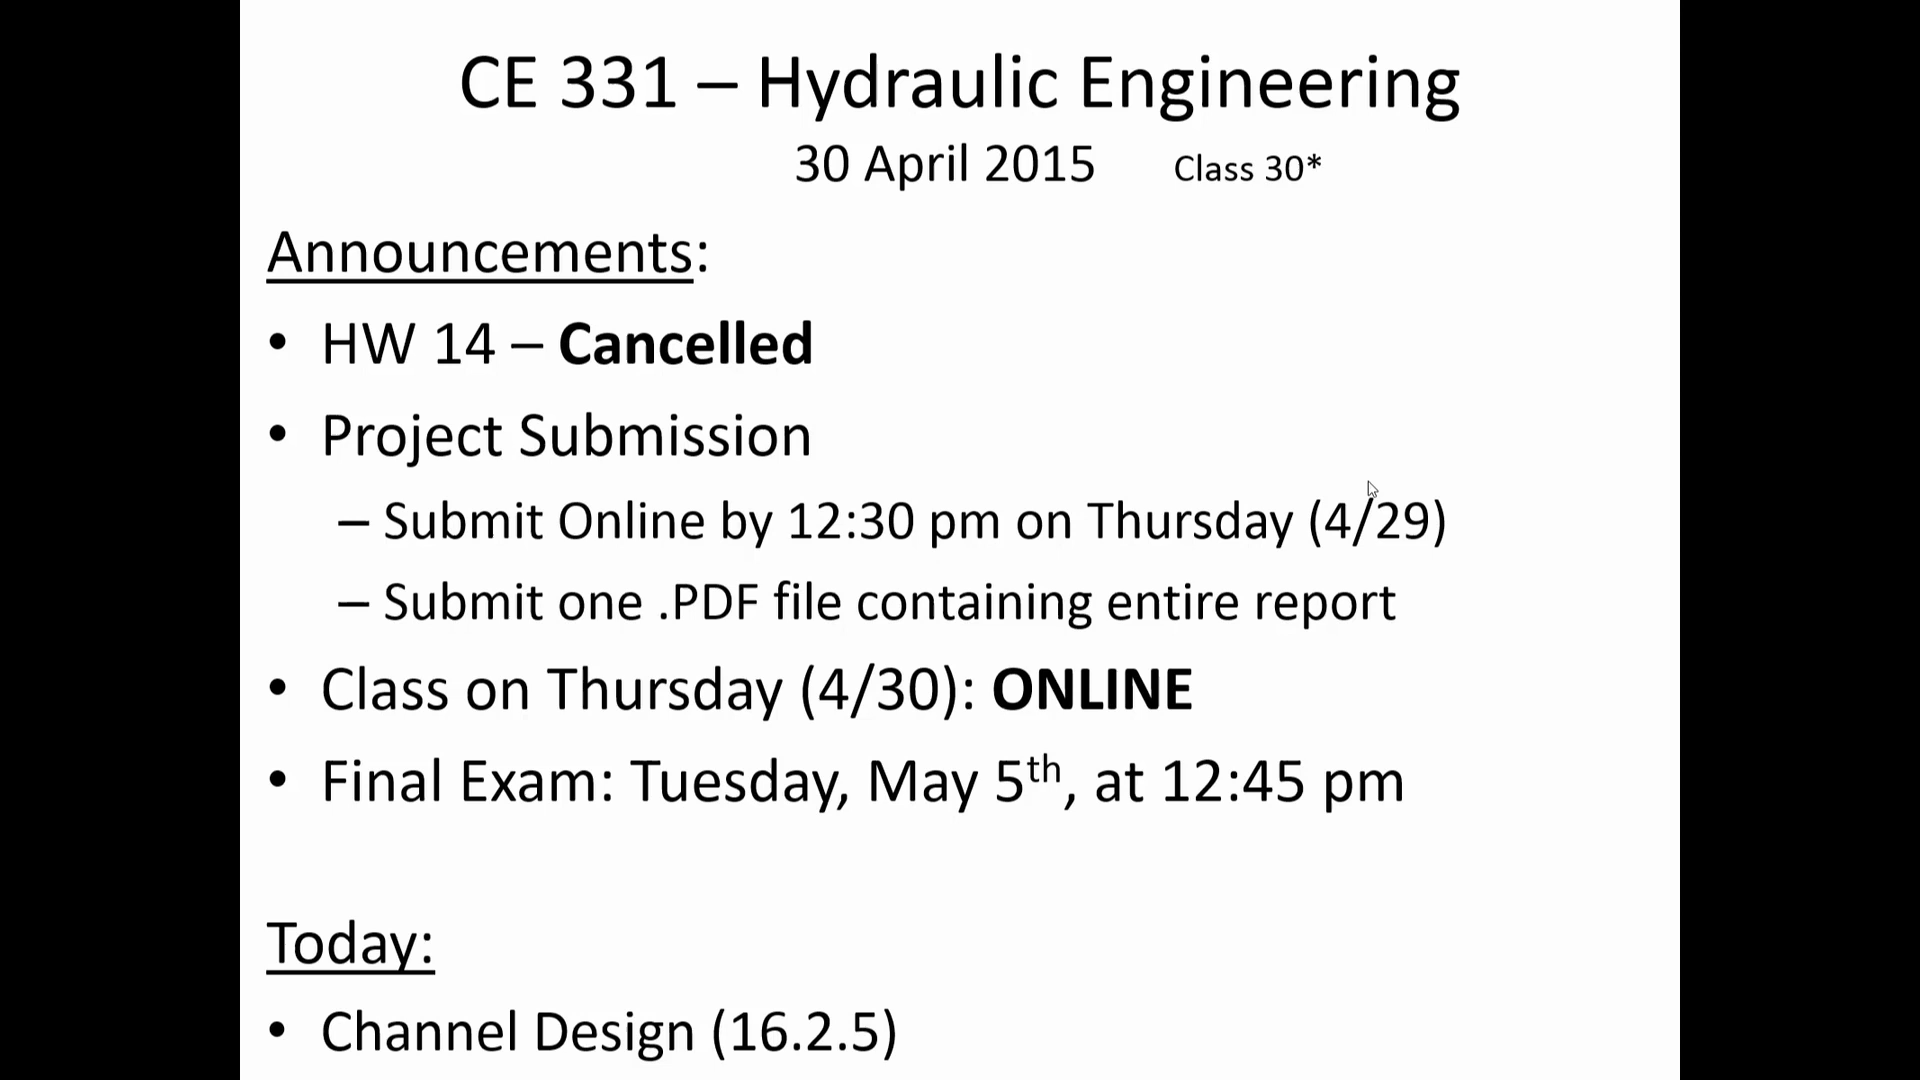 CE 331 – Hydraulic Engineering
30 April 2015 Class 30*
Announcements:
• HW 14 – Cancelled
• Project Submission
– Submit Online by 12:30 pm on Thursday (4/29)
– Submit one .PDF file containing entire report
• Class on Thursday (4/30): ONLINE
• Final Exam: Tuesday, May 5th, at 12:45 pm
Today:
• Channel Design (16.2.5)